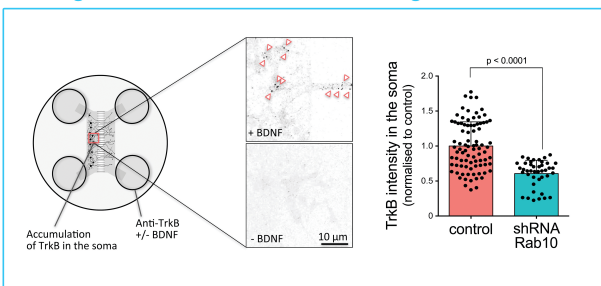 + BDNF
- BDNF
10 µm
Accumulation
of TrkB in the soma
Anti-TrkB
+/- BDNF
p < 0.0001
TrkB intensity in the soma
(normalised to control)
2.0
1.5
1.0
0.5
0
control
shRNA
Rab10